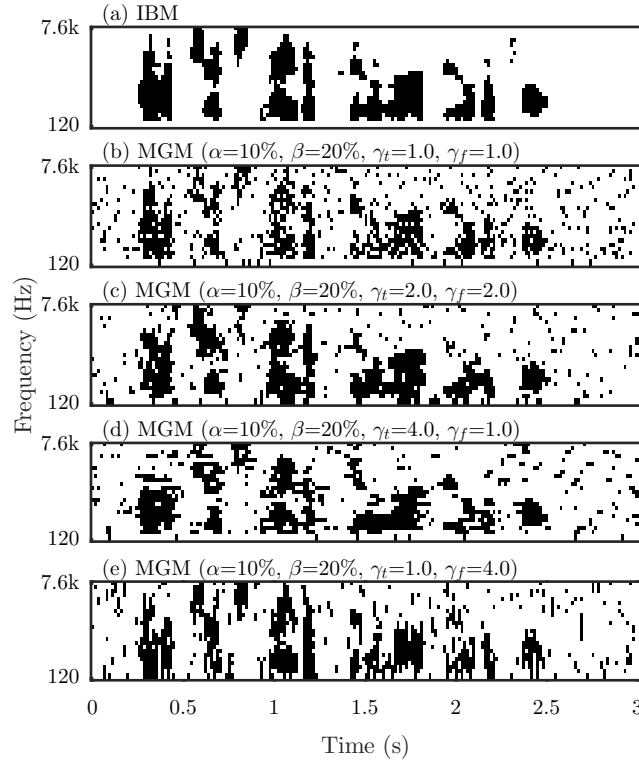 (a) IBM
7.6k
120
(b) MGM (α=10%, β=20%, γt=1.0, γf=1.0)
7.6k
120
(c) MGM (α=10%, β=20%, γt=2.0, γf=2.0)
7.6k
120
(d) MGM (α=10%, β=20%, γt=4.0, γf=1.0)
7.6k
120
(e) MGM (α=10%, β=20%, γt=1.0, γf=4.0)
7.6k
120
Frequency (Hz)
0 0.5 1 1.5 2 2.5 3
Time (s)